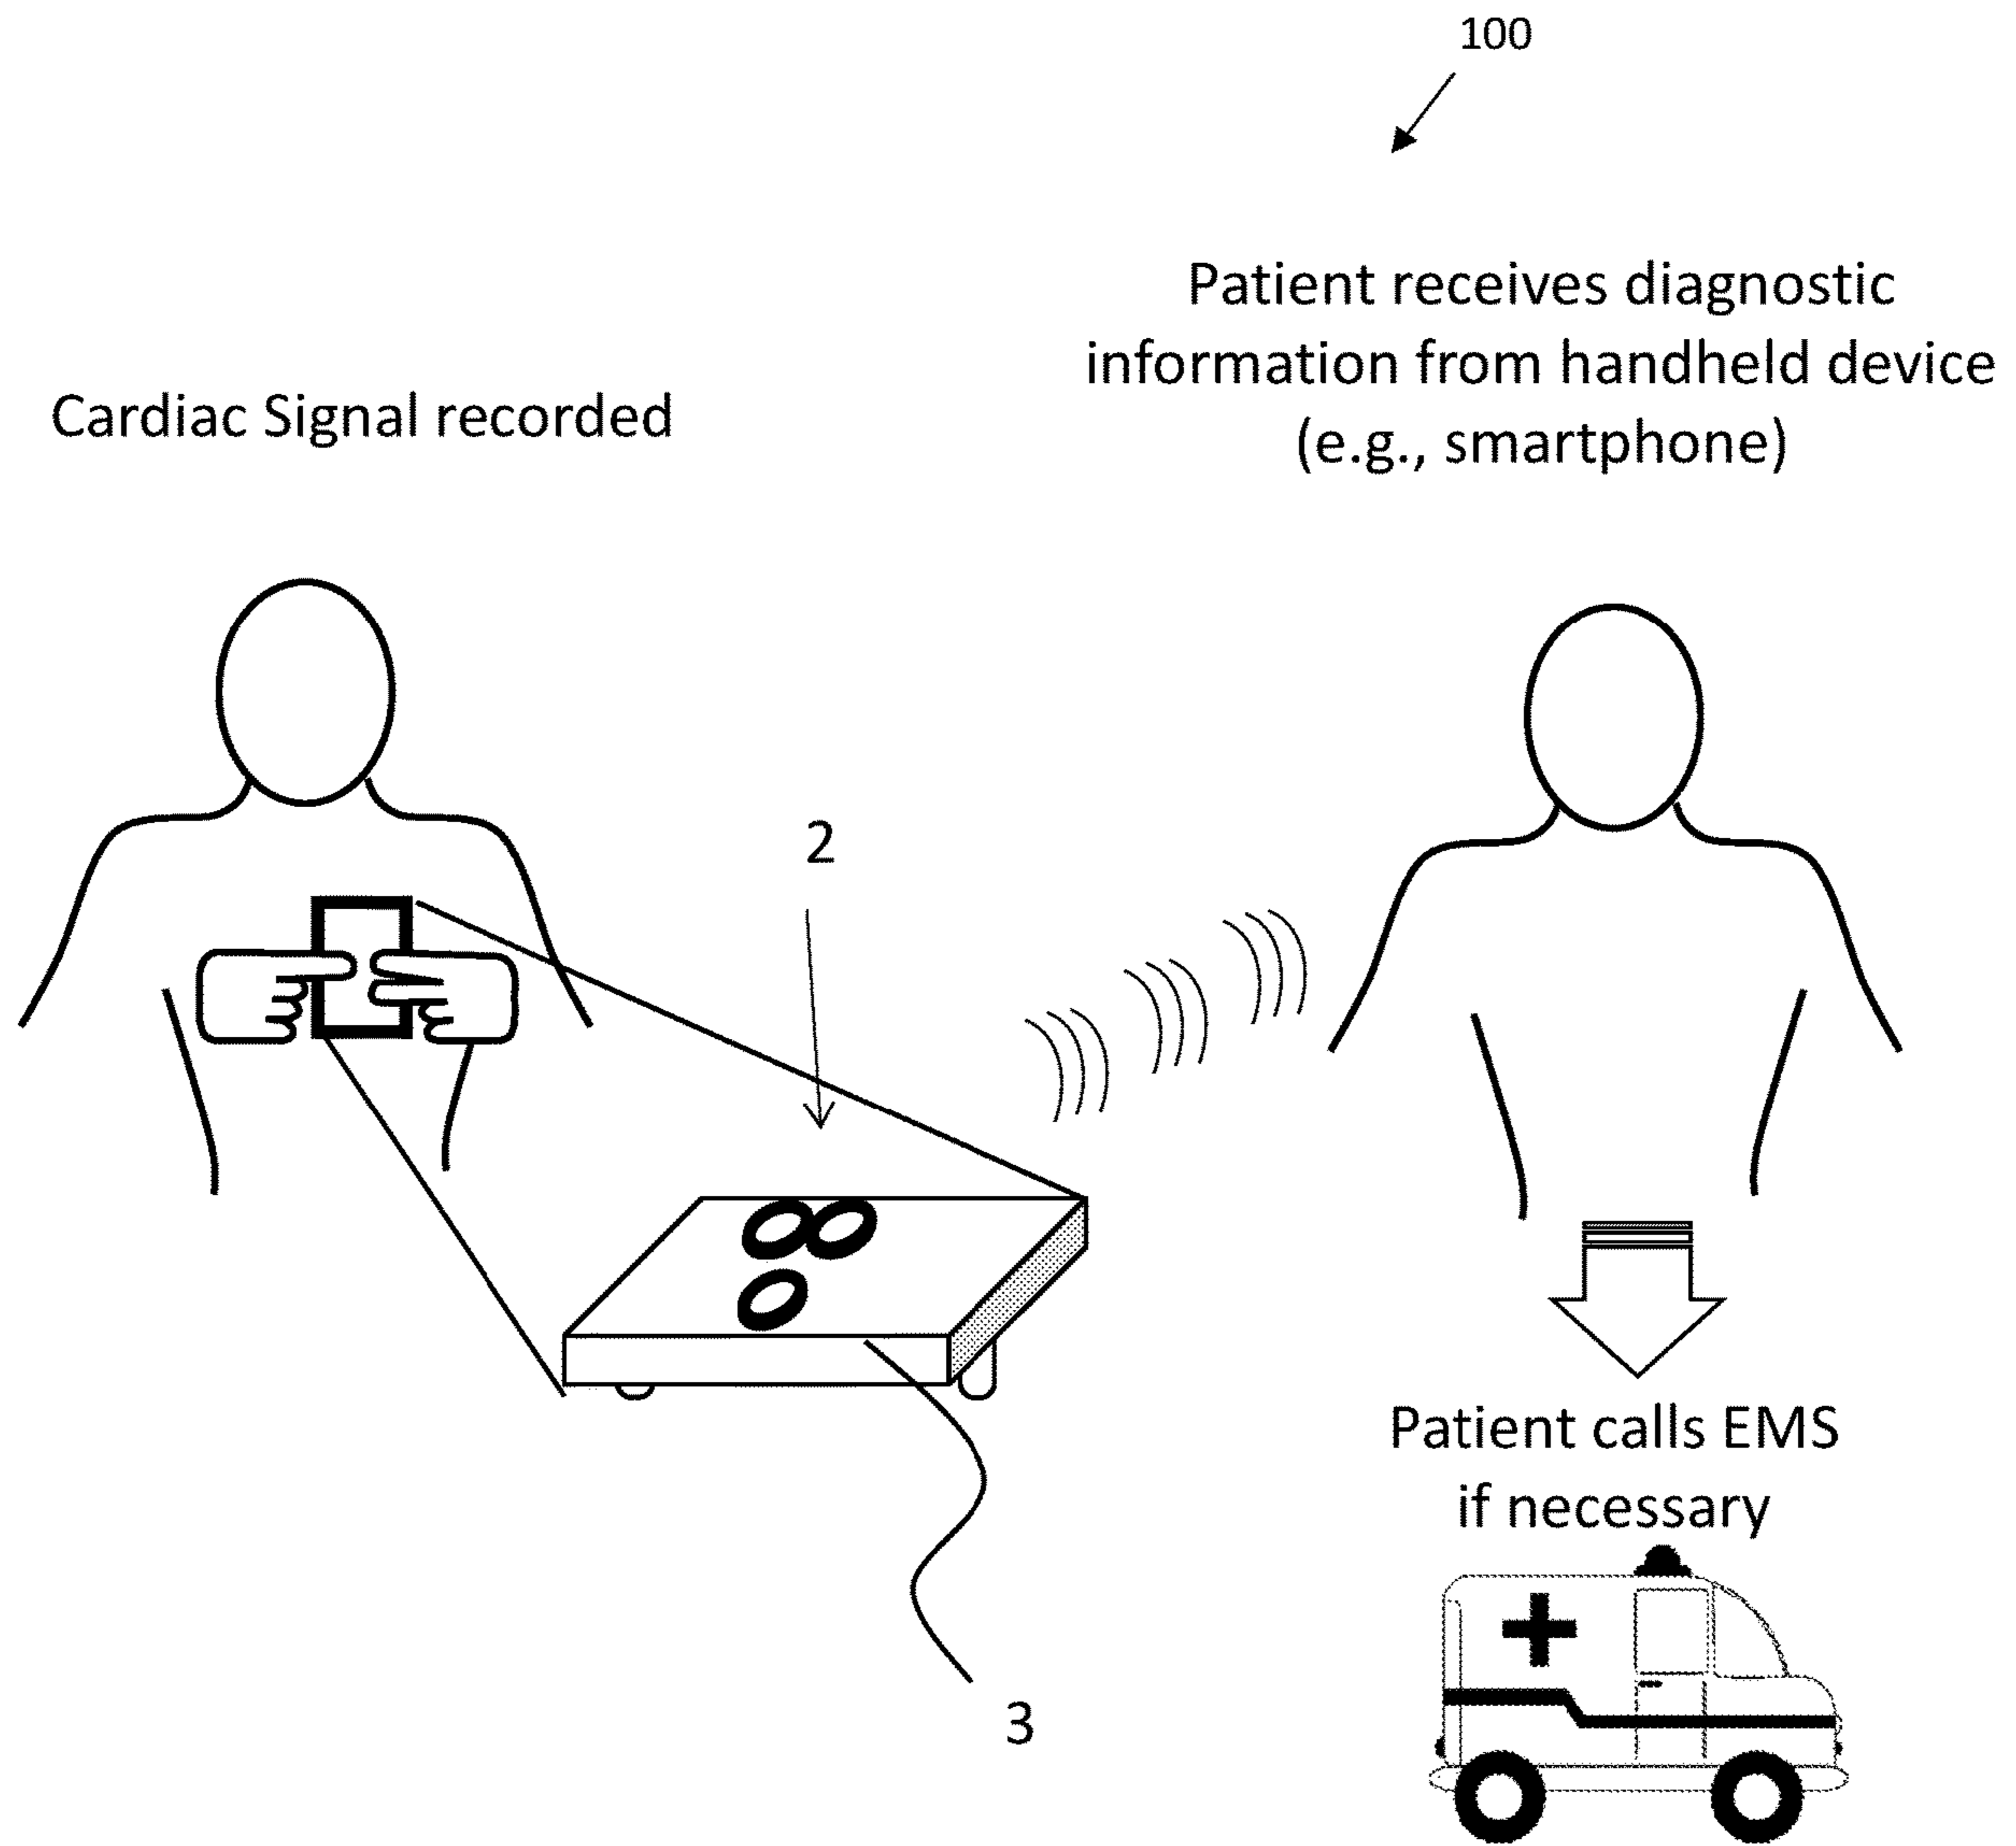 100
Patient receives diagnostic
information from handheld device
(e.g., smartphone)
Cardiac Signal recorded
2
Patient calls EMS
if necessary
3